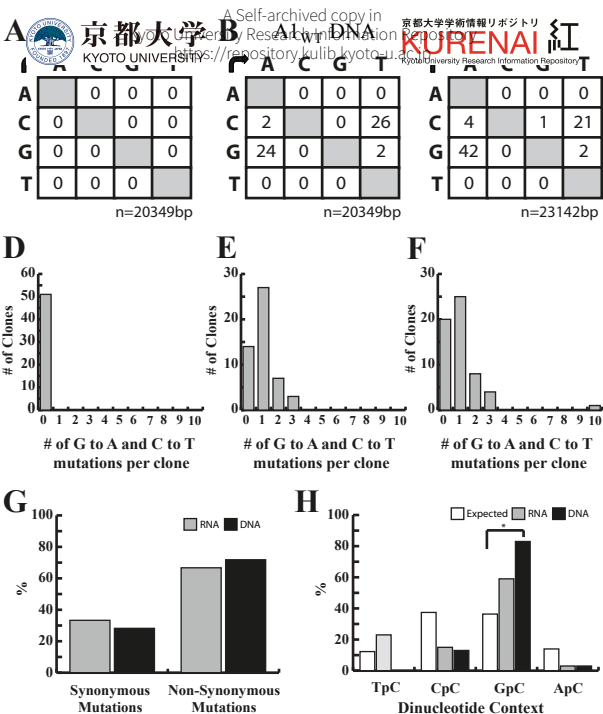 A Self-archived copy in
Kyoto University Research Information Repository
https://repository.kulib.kyoto-u.ac.jp
京都大学
KYOTO UNIVERSITY
京都大学学術情報リポジトリ
KURENAI 紅
Kyoto University Research Information Repository
A
B AI WT DNA
A C G T
A 0 0 0
C 0 0 0
G 0 0 0
T 0 0 0
n=20349bp
A C G T
A 0 0 0
C 2 0 26
G 24 0 2
T 0 0 0
n=20349bp
A 0 0 0
C 4 1 21
G 42 0 2
T 0 0 0
n=23142bp
D
# of Clones
60
50
40
30
20
10
0
0 1 2 3 4 5 6 7 8 9 10
# of G to A and C to T
mutations per clone
E
# of Clones
30
20
10
0
0 1 2 3 4 5 6 7 8 9 10
# of G to A and C to T
mutations per clone
F
# of Clones
30
20
10
0
0 1 2 3 4 5 6 7 8 9 10
# of G to A and C to T
mutations per clone
G
%
100
80
60
40
20
0
RNA DNA
Synonymous
Mutations
Non-Synonymous
Mutations
H
%
100
80
60
40
20
0
Expected RNA DNA
*
TpC CpC GpC ApC
Dinucleotide Context